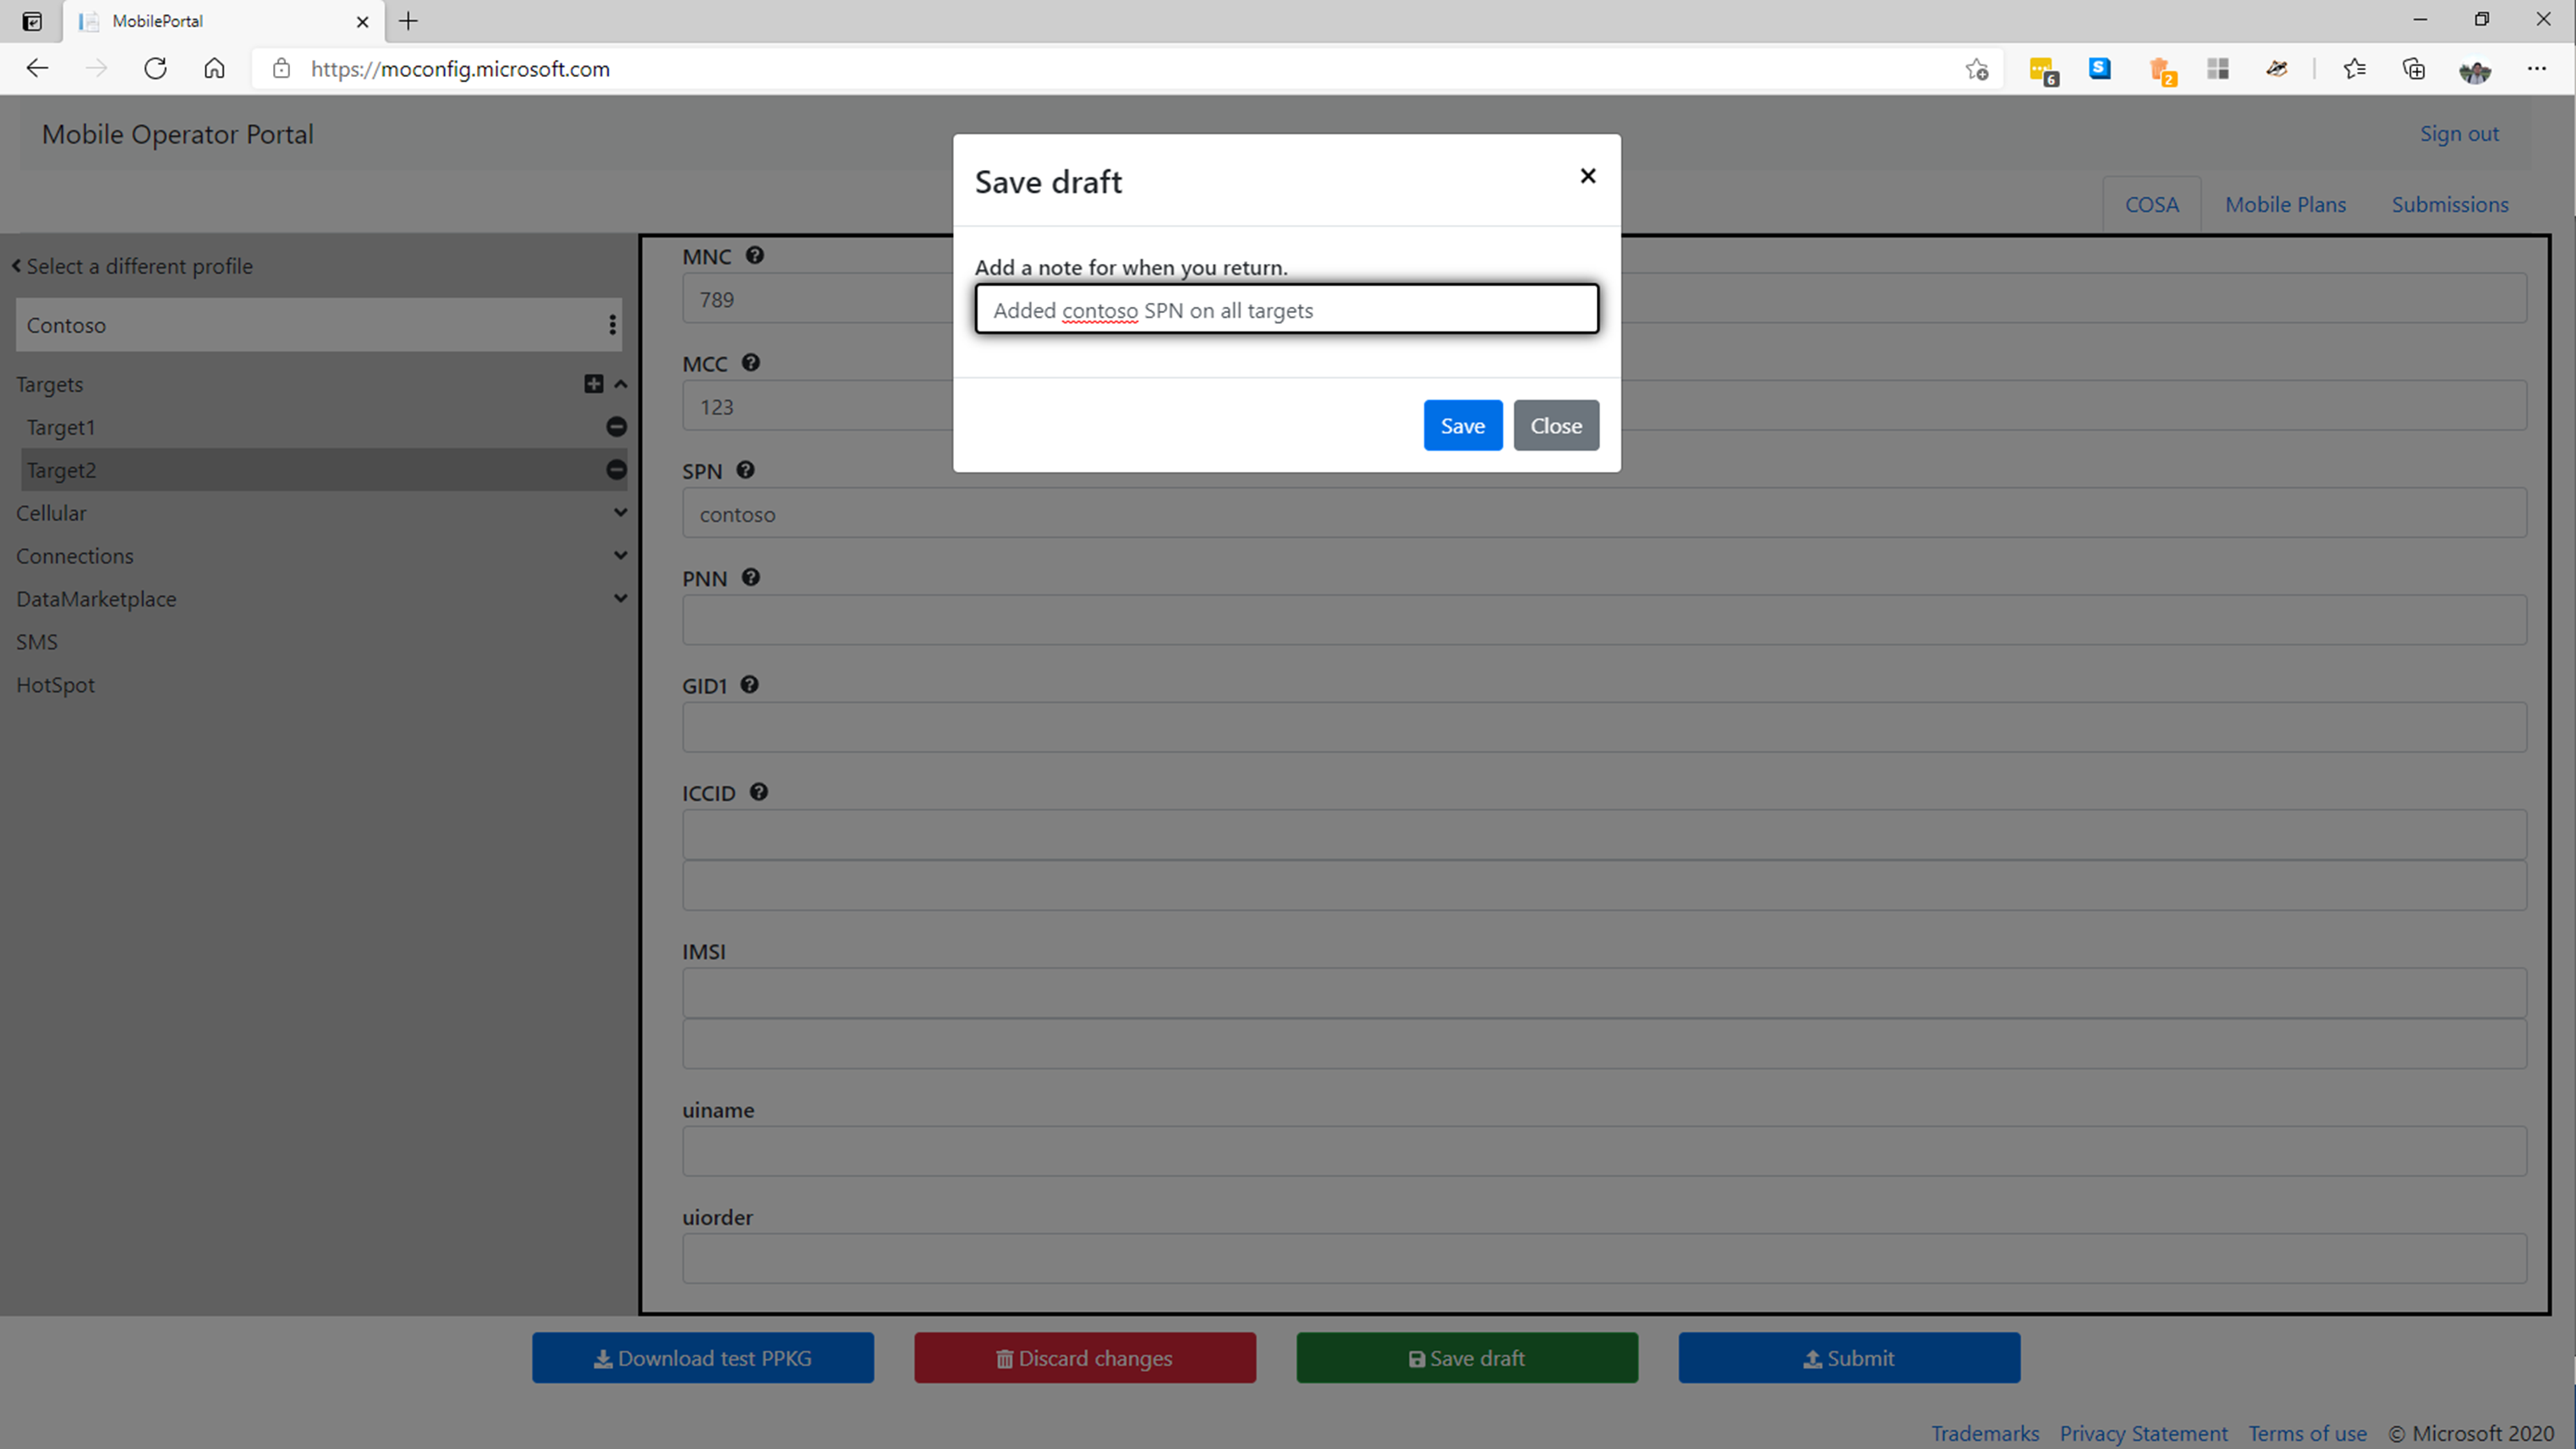 MobilePortal
https://moconfig.microsoft.com
6
S
2
Mobile Operator Portal
Sign out
COSA
Mobile Plans
Submissions
Select a different profile
Contoso
Targets
Target1
Target2
Cellular
Connections
DataMarketplace
SMS
HotSpot
Save draft
Add a note for when you return.
Added contoso SPN on all targets
Save
Close
MNC
789
MCC
123
SPN
contoso
PNN
GID1
ICCID
IMSI
uiname
uiorder
Download test PPKG
Discard changes
Save draft
Submit
Trademarks
Privacy Statement
Terms of use
© Microsoft 2020